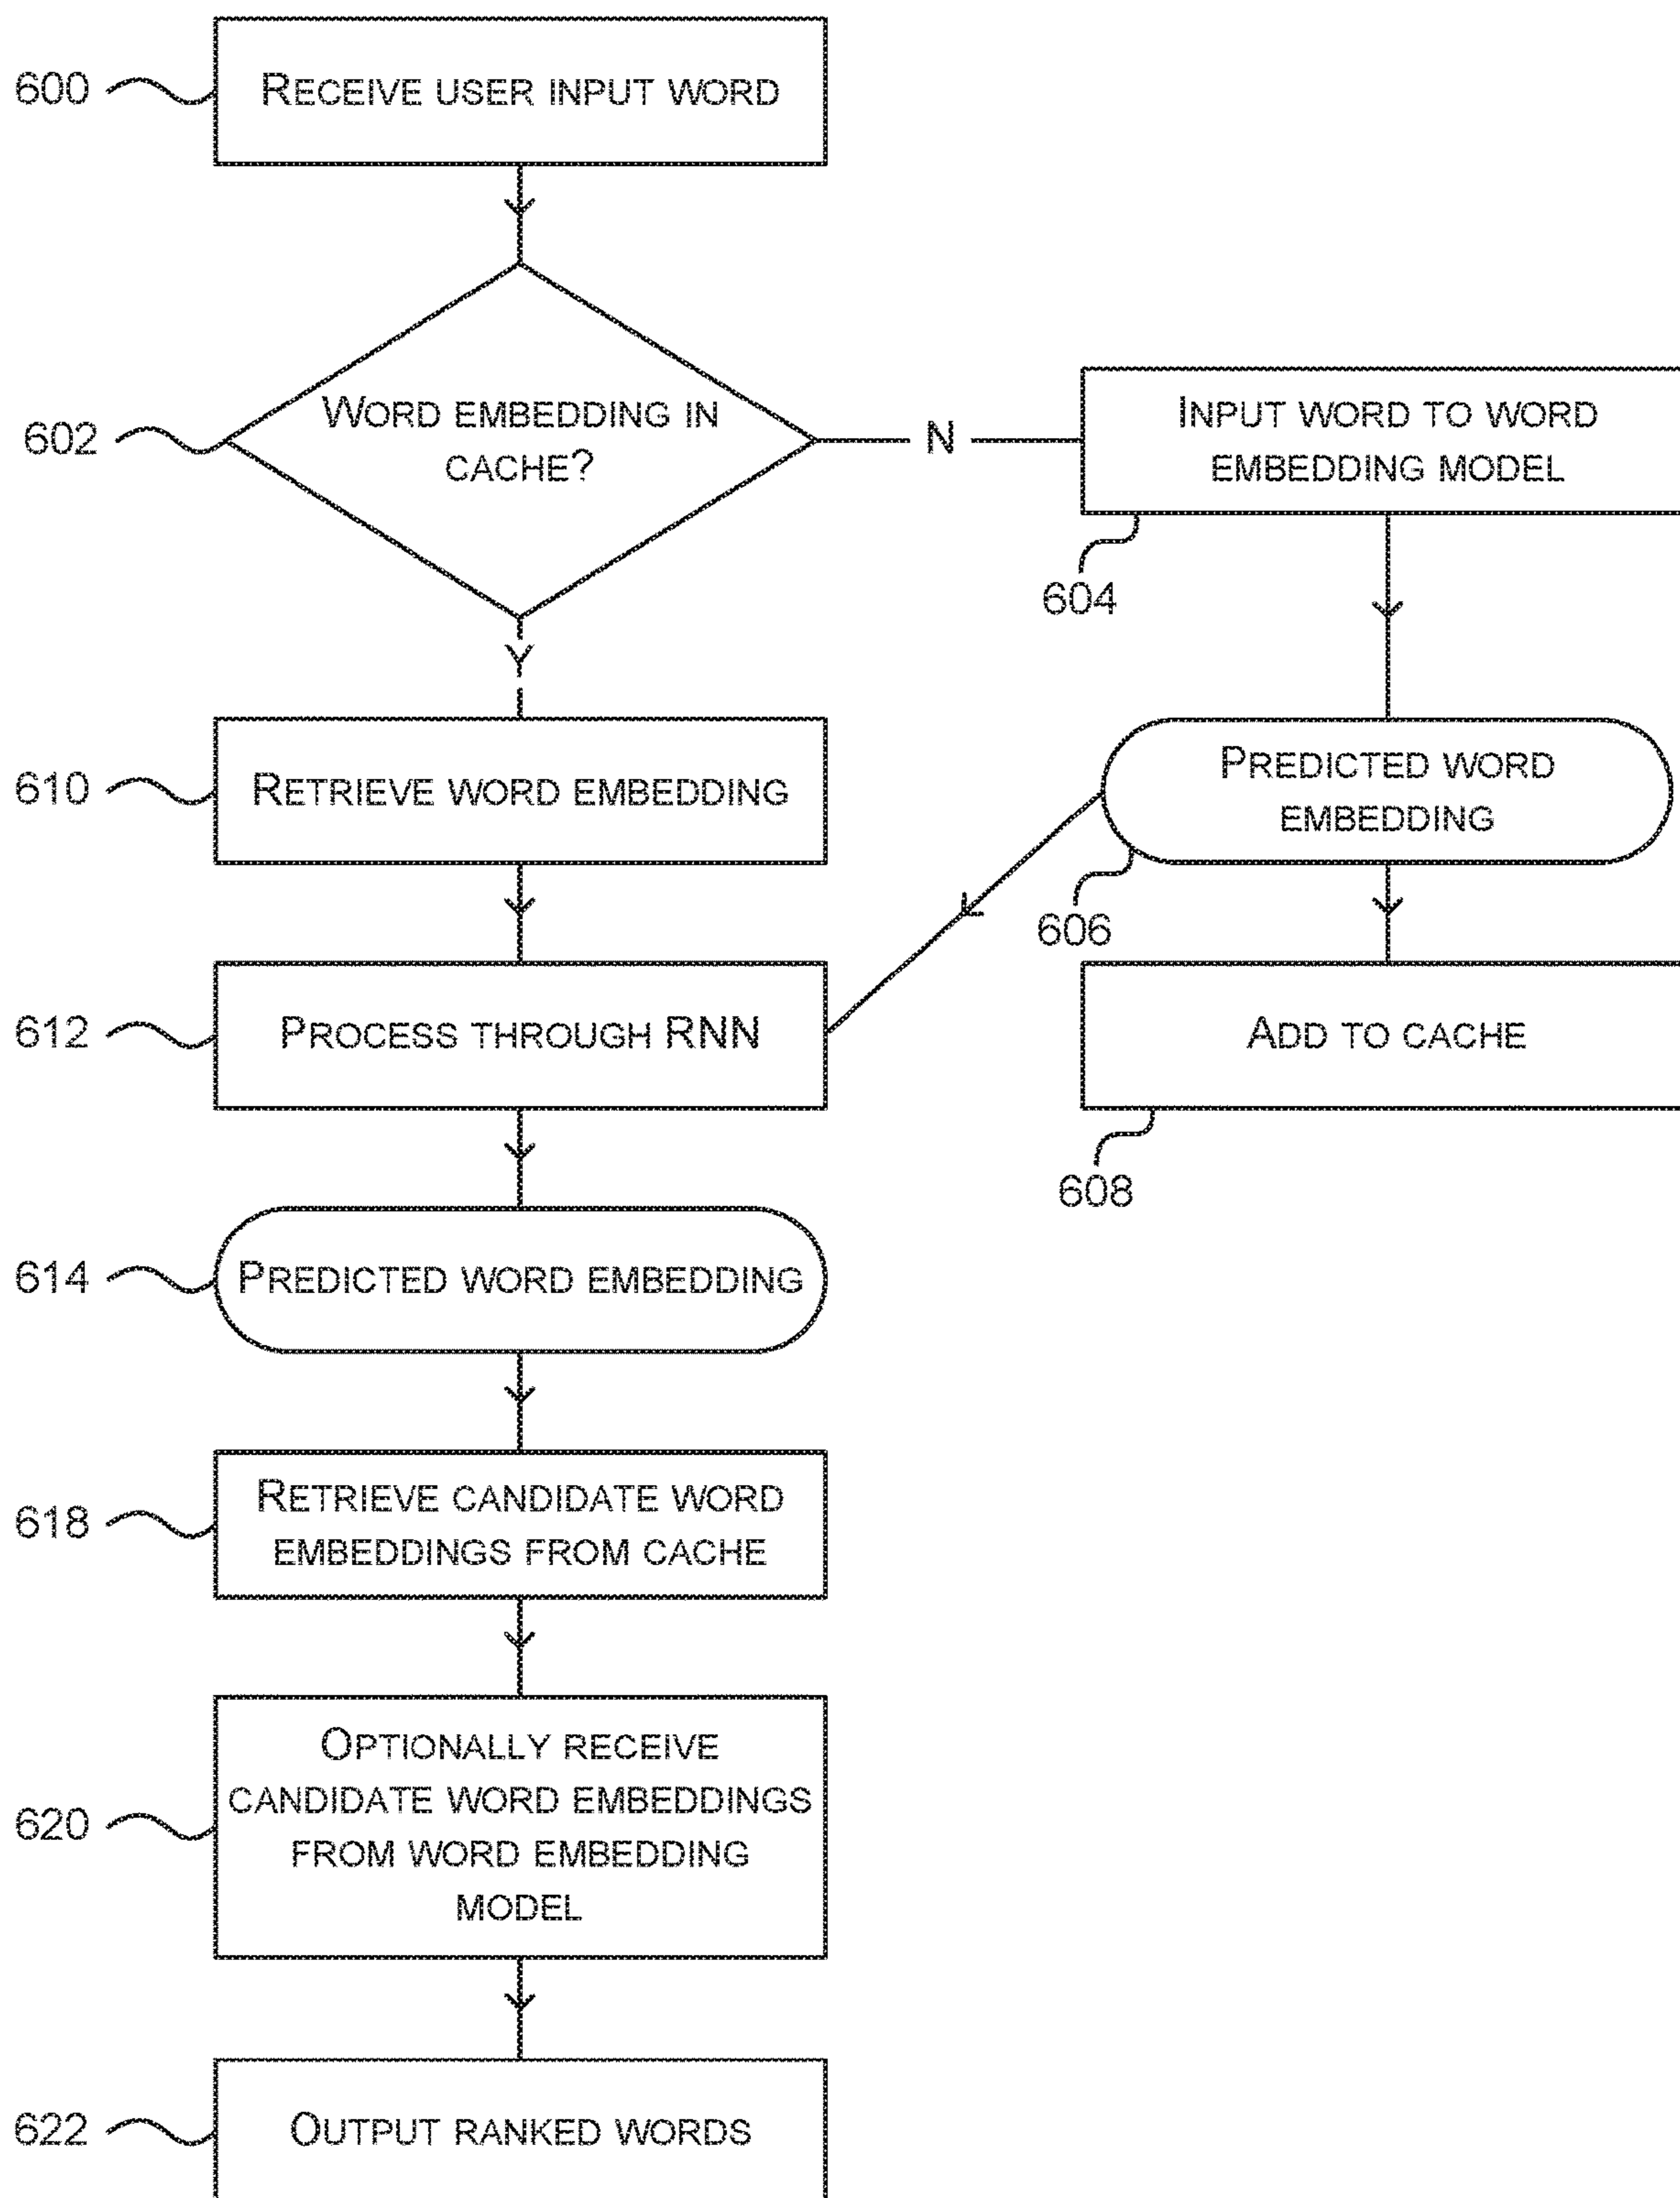 600
RECEIVE USER INPUT WORD
602
WORD EMBEDDING IN
CACHE?
N
INPUT WORD TO WORD
EMBEDDING MODEL
604
Y
610
RETRIEVE WORD EMBEDDING
PREDICTED WORD
EMBEDDING
606
612
PROCESS THROUGH RNN
ADD TO CACHE
608
614
PREDICTED WORD EMBEDDING
618
RETRIEVE CANDIDATE WORD
EMBEDDINGS FROM CACHE
620
OPTIONALLY RECEIVE
CANDIDATE WORD EMBEDDINGS
FROM WORD EMBEDDING
MODEL
622
OUTPUT RANKED WORDS